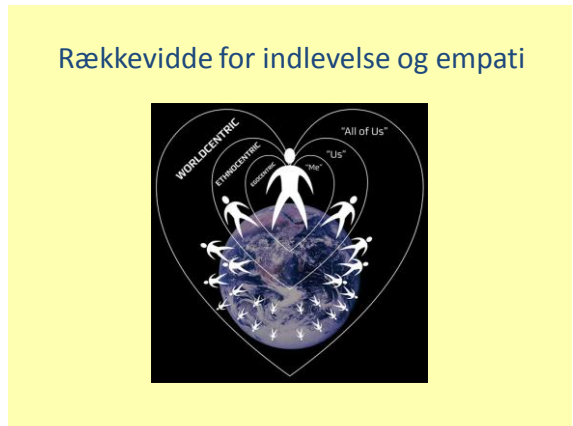 Rækkevidde for indlevelse og empati
WORLDCENTRIC
"All of Us"
ETHNOCENTRIC
"Us"
EGOCENTRIC
"Me"